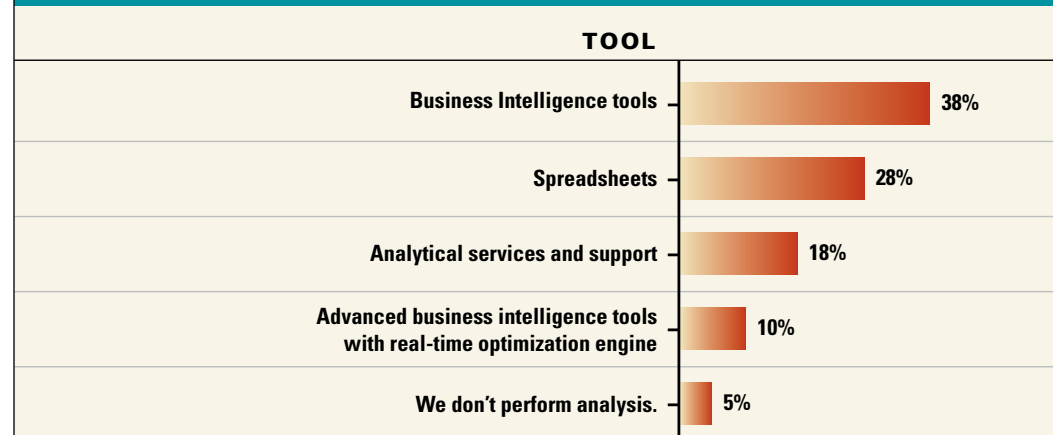 TOOL
Business Intelligence tools 38%
Spreadsheets 28%
Analytical services and support 18%
Advanced business intelligence tools
with real-time optimization engine 10%
We don’t perform analysis. 5%